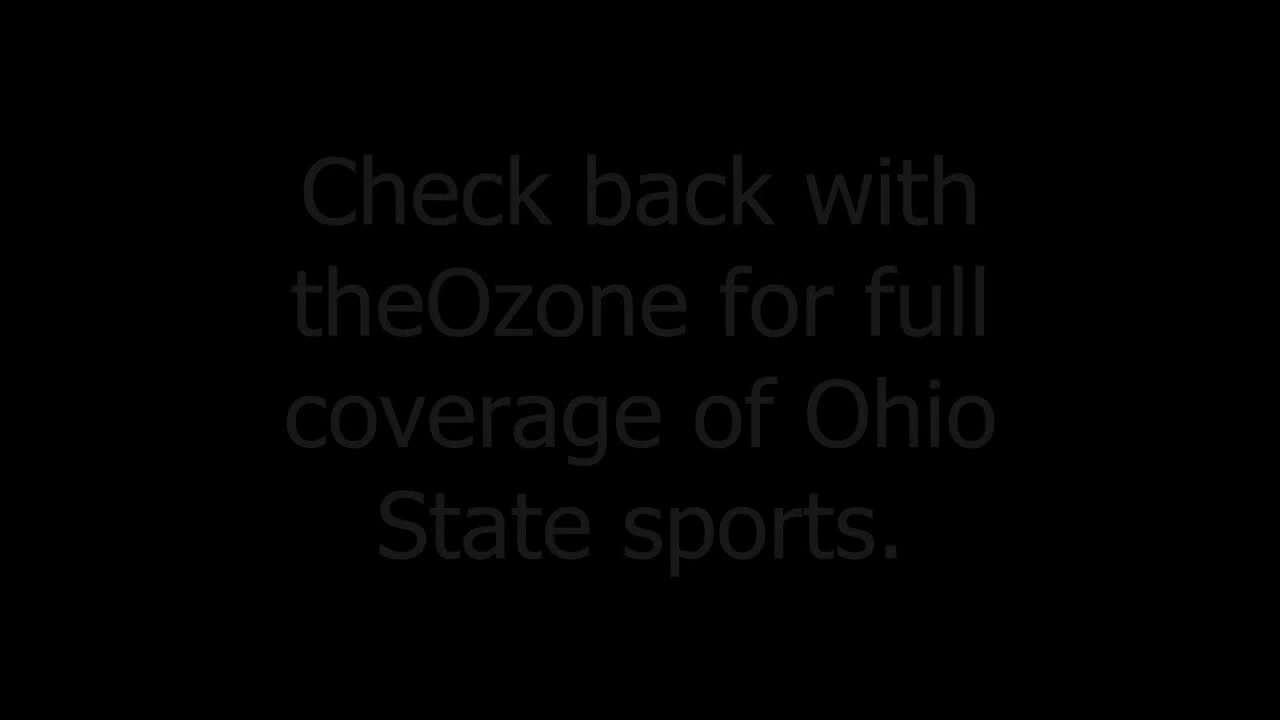 Check back with
theOzone for full
coverage of Ohio
State sports.